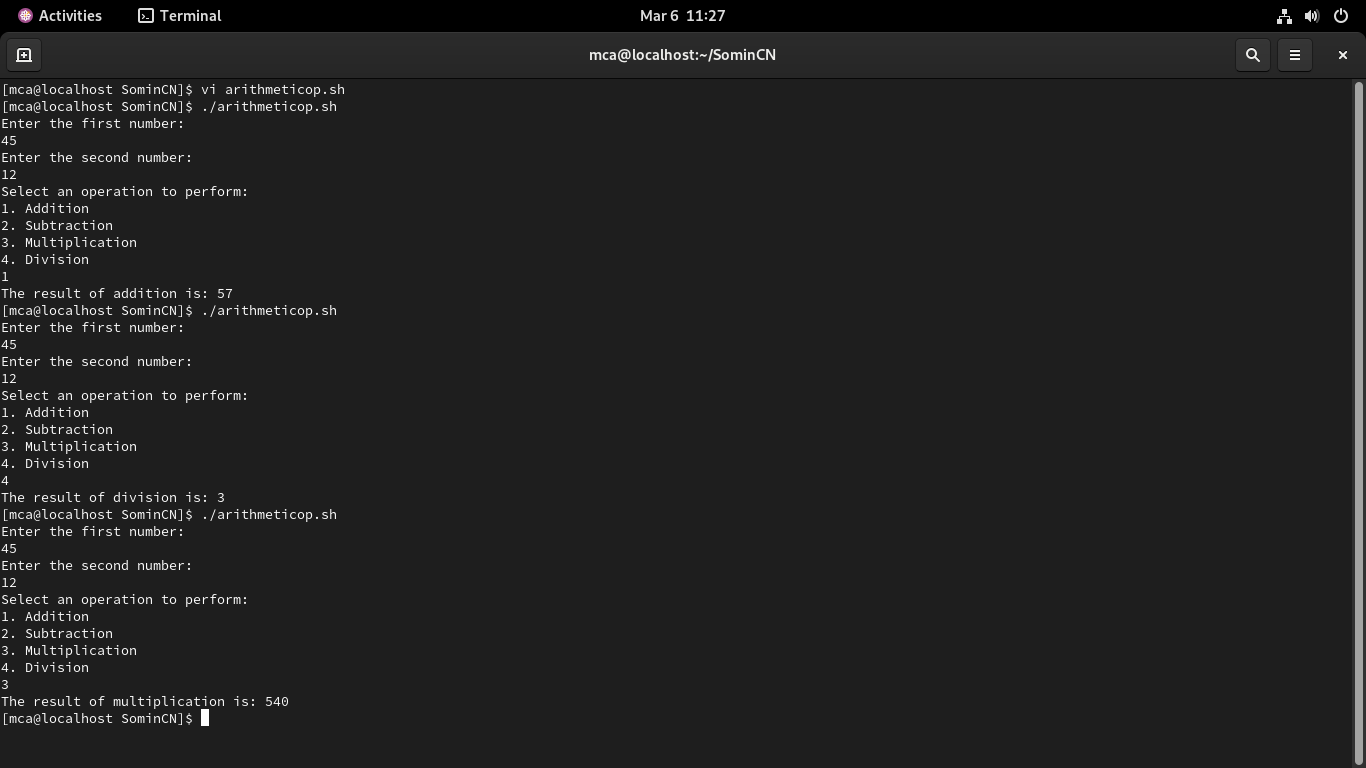 Activities Terminal Mar 6 11:27
mca@localhost:~/SominCN
[mca@localhost SominCN]$ vi arithmeticop.sh
[mca@localhost SominCN]$ ./arithmeticop.sh
Enter the first number:
45
Enter the second number:
12
Select an operation to perform:
1. Addition
2. Subtraction
3. Multiplication
4. Division
1
The result of addition is: 57
[mca@localhost SominCN]$ ./arithmeticop.sh
Enter the first number:
45
Enter the second number:
12
Select an operation to perform:
1. Addition
2. Subtraction
3. Multiplication
4. Division
4
The result of division is: 3
[mca@localhost SominCN]$ ./arithmeticop.sh
Enter the first number:
45
Enter the second number:
12
Select an operation to perform:
1. Addition
2. Subtraction
3. Multiplication
4. Division
3
The result of multiplication is: 540
[mca@localhost SominCN]$